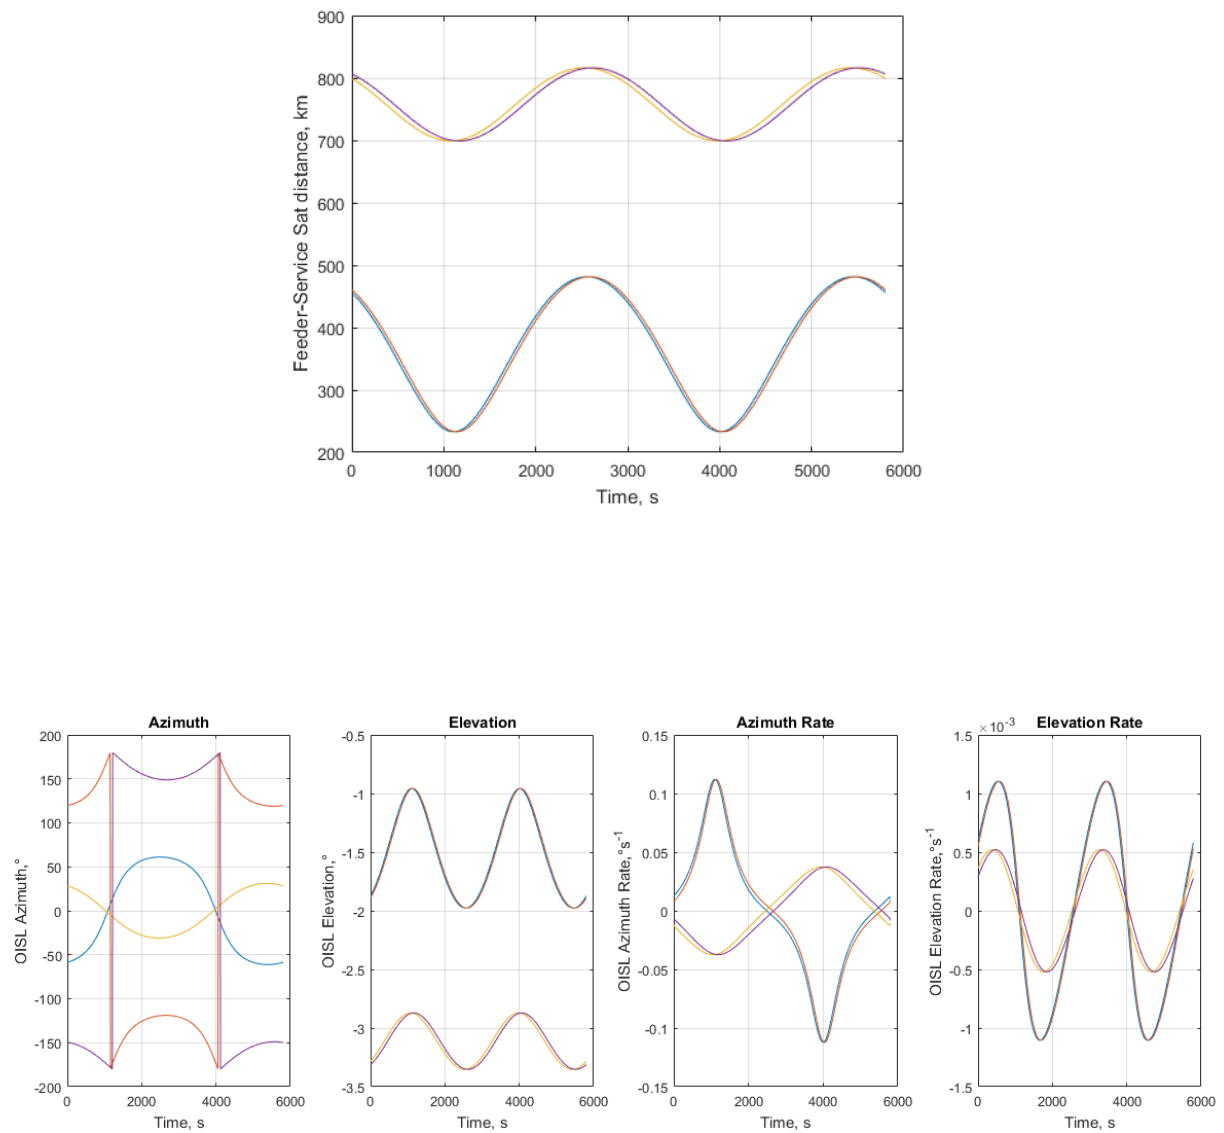 900
800
700
600
500
400
300
200
Feeder-Service Sat distance, km
0 1000 2000 3000 4000 5000 6000
Time, s
Azimuth
200
150
100
50
0
-50
-100
-150
-200
OISL Azimuth,°
0 2000 4000 6000
Time, s
Elevation
-0.5
-1
-1.5
-2
-2.5
-3
-3.5
OISL Elevation,°
0 2000 4000 6000
Time, s
Azimuth Rate
0.15
0.1
0.05
0
-0.05
-0.1
-0.15
OISL Azimuth Rate,°s⁻¹
0 2000 4000 6000
Time, s
Elevation Rate
×10⁻³
1.5
1
0.5
0
-0.5
-1
-1.5
OISL Elevation Rate,°s⁻¹
0 2000 4000 6000
Time, s